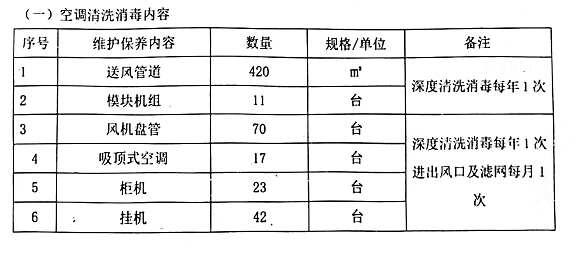 （一）空调清洗消毒内容
序号 维护保养内容 数量 规格/单位 备注
1 送风管道 420 ㎡ 深度清洗消毒每年1次
2 模块机组 11 台
3 风机盘管 70 台 深度清洗消毒每年1次
4 吸顶式空调 17 台 进出风口及滤网每月1
5 柜机 23 台 次
6 挂机 42 台